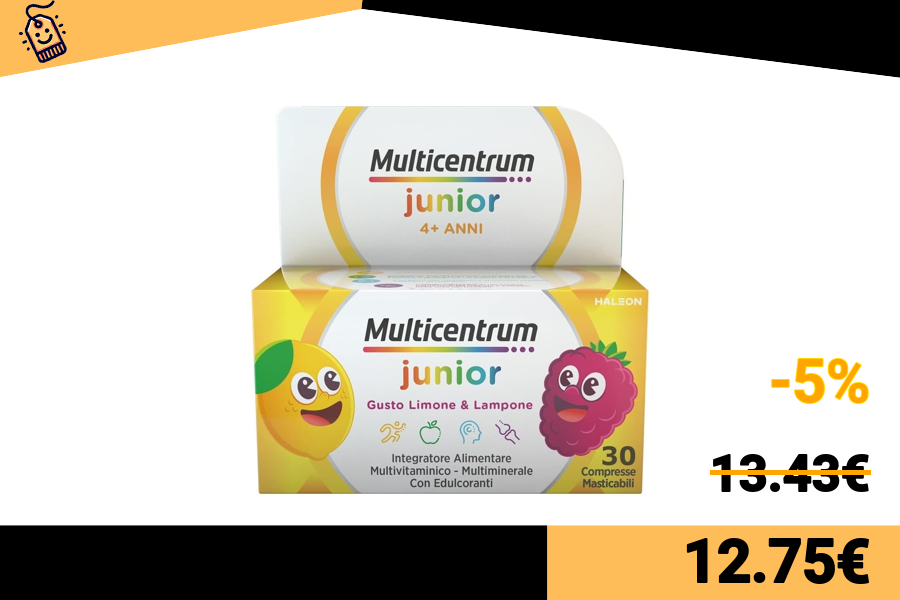 Multicentrum
junior
4+ ANNI
HALEON
Multicentrum
junior
Gusto Limone & Lampone
Integratore Alimentare
Multivitaminico - Multiminerale
Con Edulcoranti
30
Compresse
Masticabili
-5%
13.43€
12.75€